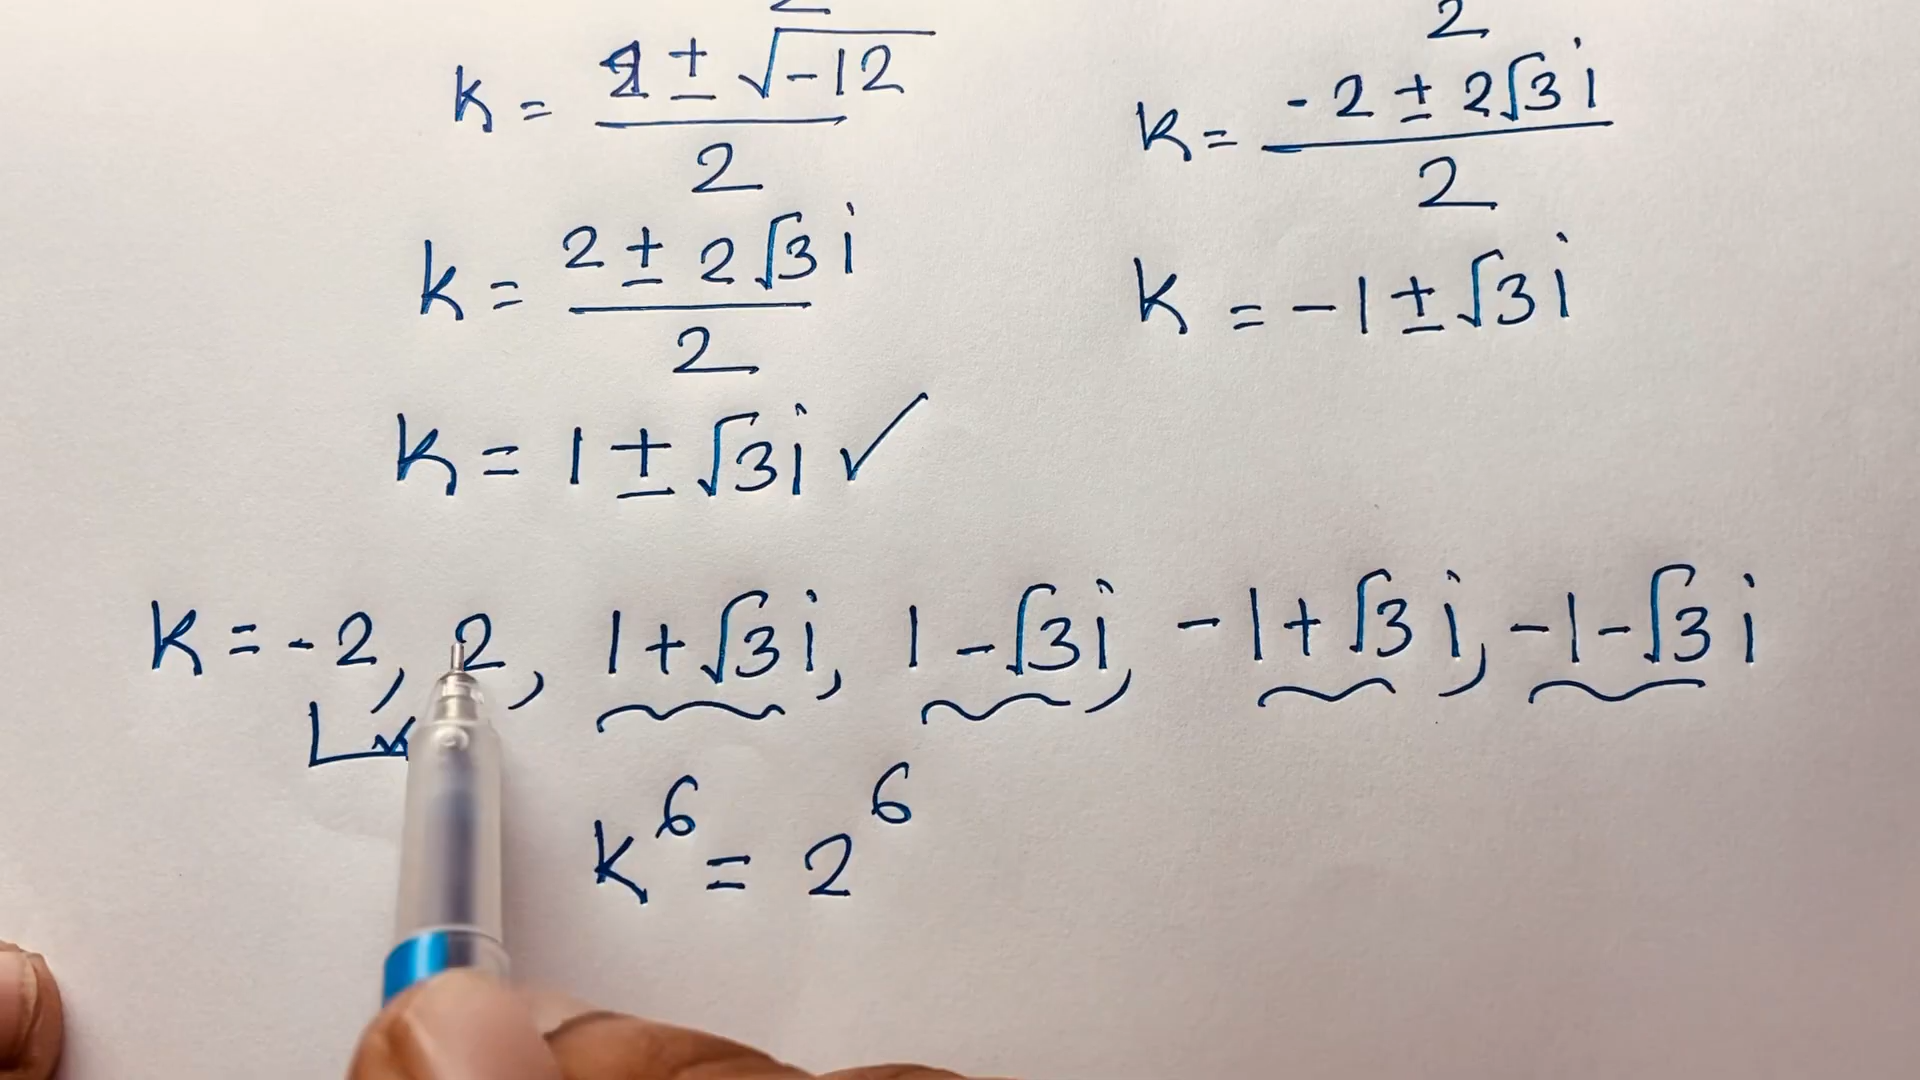 K = 2 ± √-12 / 2
K = 2 ± 2√3 i / 2
K = 1 ± √3 i ✓
2
K = -2 ± 2√3 i / 2
K = -1 ± √3 i
K = -2, 2, 1+√3 i, 1-√3 i, -1+√3 i, -1-√3 i
K⁶ = 2⁶